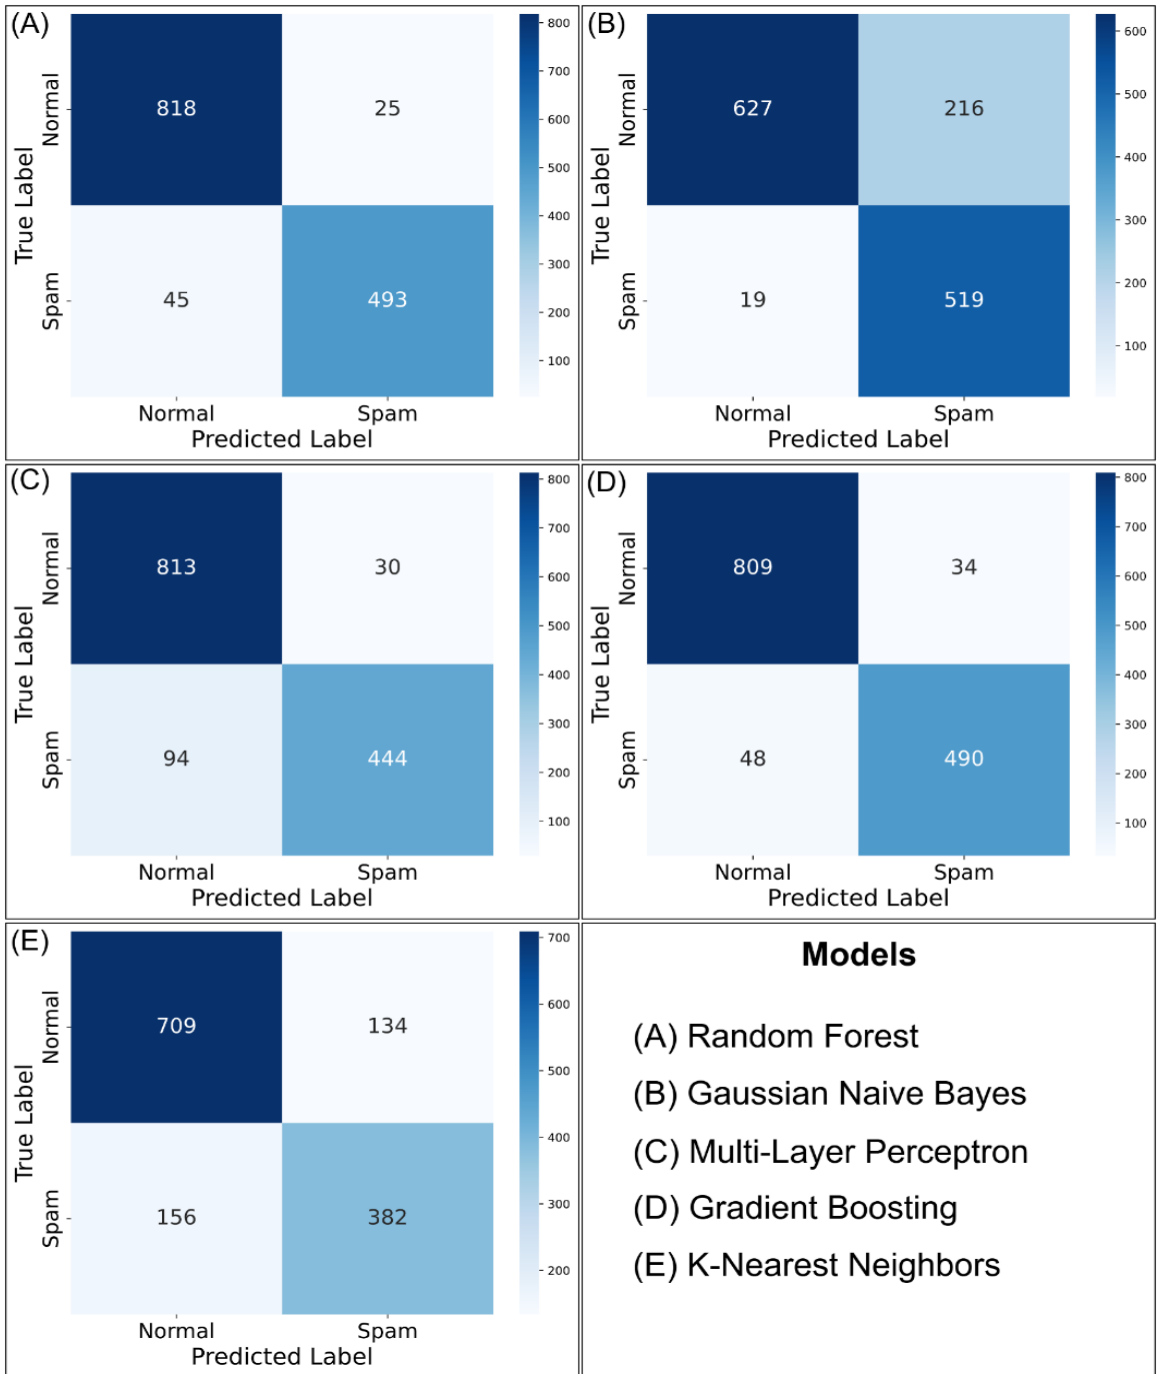 (A)
818 25
45 493
Normal
Spam
True Label
Normal Spam
Predicted Label
800
700
600
500
400
300
200
100
(B)
627 216
19 519
Normal
Spam
True Label
Normal Spam
Predicted Label
600
500
400
300
200
100
(C)
813 30
94 444
Normal
Spam
True Label
Normal Spam
Predicted Label
800
700
600
500
400
300
200
100
(D)
809 34
48 490
Normal
Spam
True Label
Normal Spam
Predicted Label
800
700
600
500
400
300
200
100
(E)
709 134
156 382
Normal
Spam
True Label
Normal Spam
Predicted Label
700
600
500
400
300
200
Models
(A) Random Forest
(B) Gaussian Naive Bayes
(C) Multi-Layer Perceptron
(D) Gradient Boosting
(E) K-Nearest Neighbors